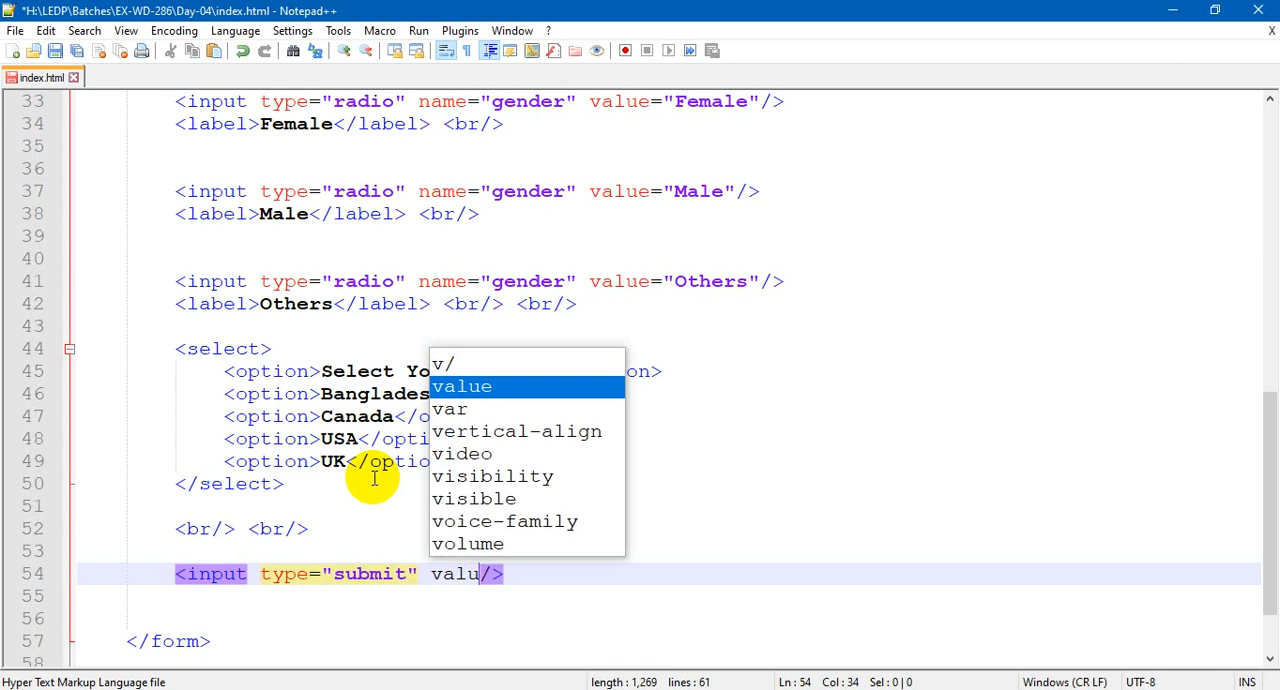 *H:\LEDP\Batches\EX-WD-286\Day-04\index.html - Notepad++
File Edit Search View Encoding Language Settings Tools Macro Run Plugins Window ? X
index.html
33 <input type="radio" name="gender" value="Female"/>
34 <label>Female</label> <br/>
35
36
37 <input type="radio" name="gender" value="Male"/>
38 <label>Male</label> <br/>
39
40
41 <input type="radio" name="gender" value="Others"/>
42 <label>Others</label> <br/> <br/>
43
44 <select>
45 <option>Select Yo on>
46 <option>Banglades
47 <option>Canada</o
48 <option>USA</opti
49 <option>UK</optio
50 </select>
51
52 <br/> <br/>
53
54 <input type="submit" valu/>
55
56
57 </form>
58
v/
value
var
vertical-align
video
visibility
visible
voice-family
volume
Hyper Text Markup Language file length : 1,269 lines : 61 Ln : 54 Col : 34 Sel : 0 | 0 Windows (CR LF) UTF-8 INS